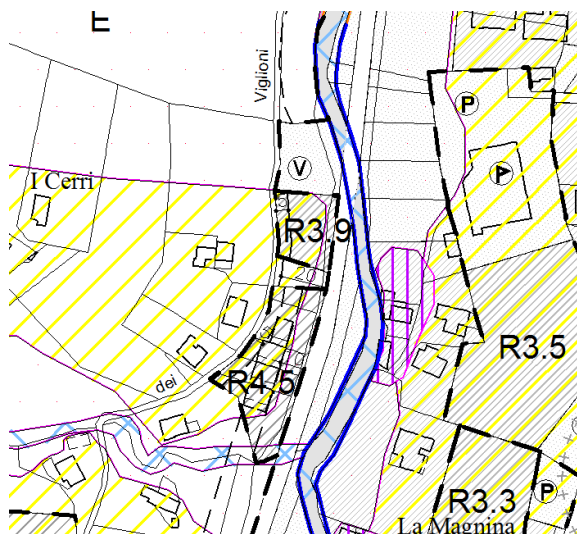 E
Viglioni
P
V
P
I Cerri
R3.9
R3.5
R4.5
dei
R3.3
P
La Magnina